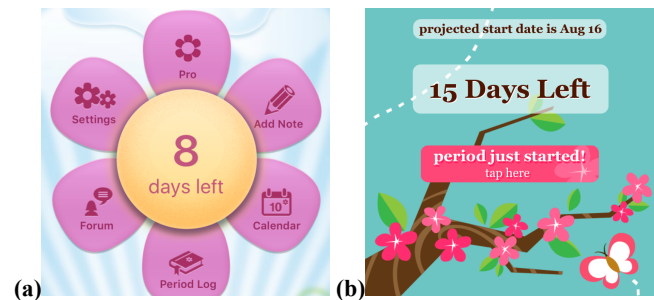 Pro
Settings
Add Note
8
days left
Forum
10
Calendar
Period Log
(a)
projected start date is Aug 16
15 Days Left
period just started!
tap here
(b)